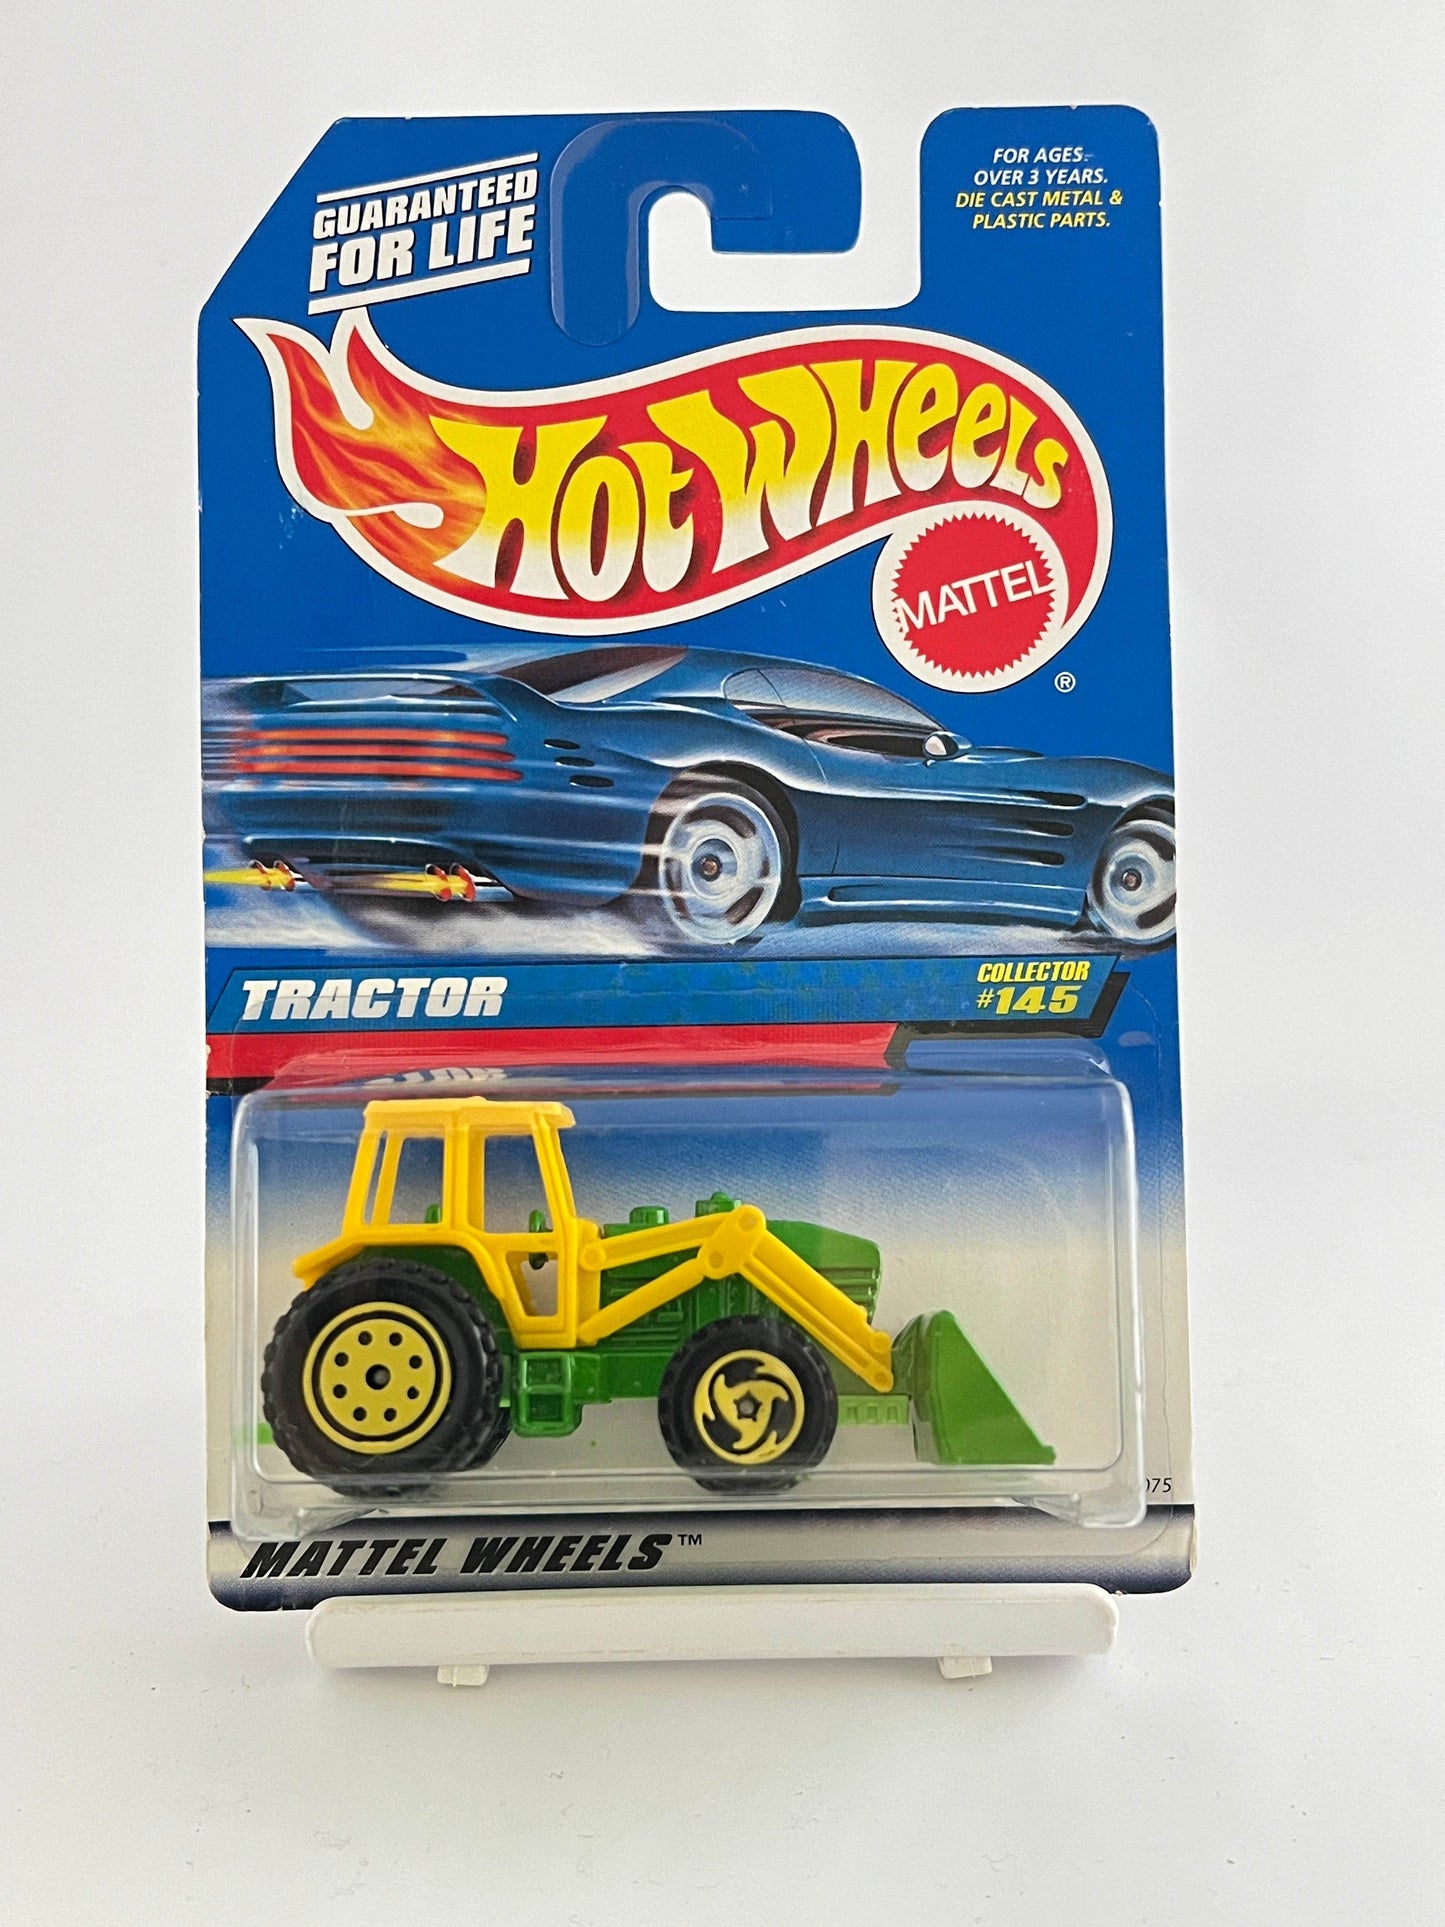 GUARANTEED
FOR LIFE
FOR AGES
OVER 3 YEARS.
DIE CAST METAL &
PLASTIC PARTS.
HOT WHEELS
MATTEL
®
TRACTOR
COLLECTOR
#145
075
MATTEL WHEELS™